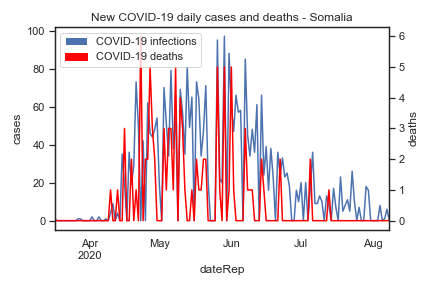 New COVID-19 daily cases and deaths - Somalia
COVID-19 infections
COVID-19 deaths
100
80
60
40
20
0
cases
6
5
4
3
2
1
0
deaths
Apr
2020
May
Jun
Jul
Aug
dateRep